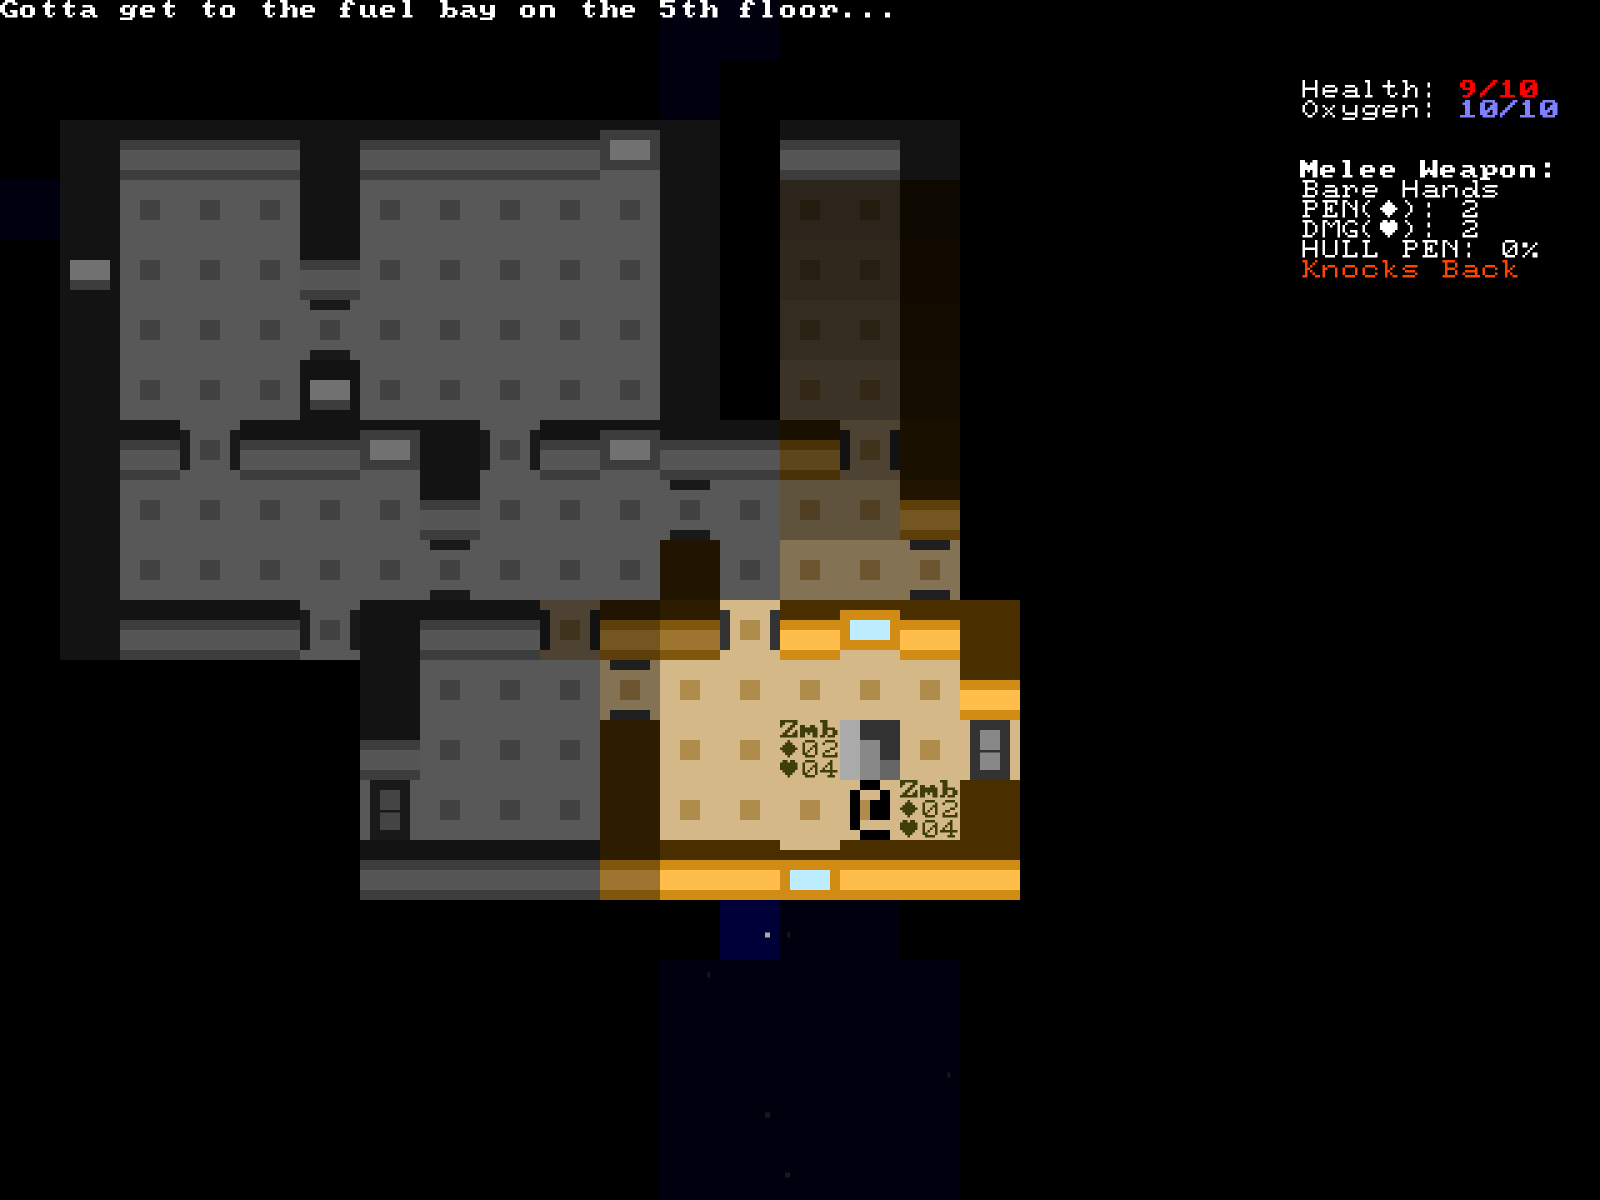 Gotta get to the fuel bay on the 5th floor...
Health: 9/10
Oxygen: 10/10
Melee Weapon:
Bare Hands
PEN(♦): 2
DMG(♥): 2
HULL PEN: 0%
Knocks Back
Zmb
♦02
♥04
Zmb
♦02
♥04